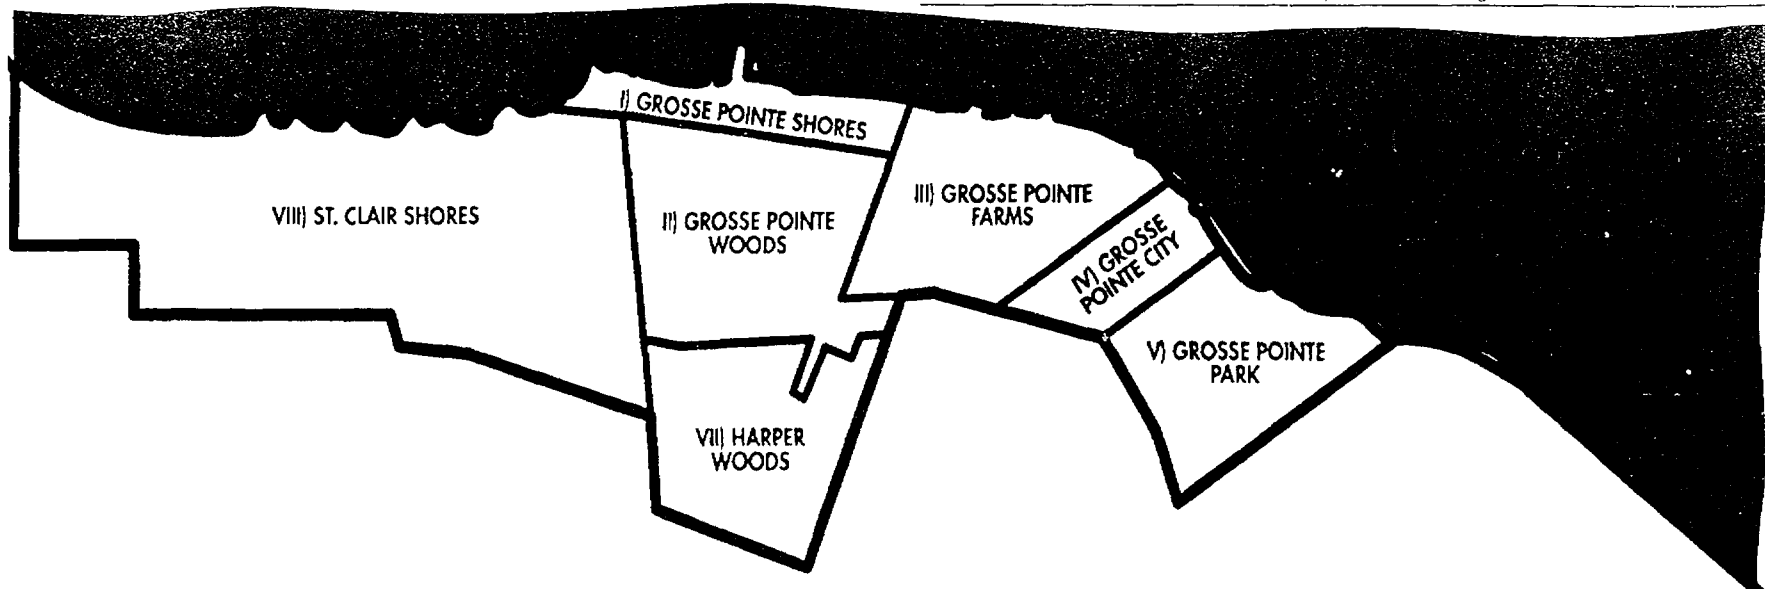 I) GROSSE POINTE SHORES
VIII) ST. CLAIR SHORES
II) GROSSE POINTE
WOODS
III) GROSSE POINTE
FARMS
IV) GROSSE
POINTE CITY
V) GROSSE POINTE
PARK
VII) HARPER
WOODS